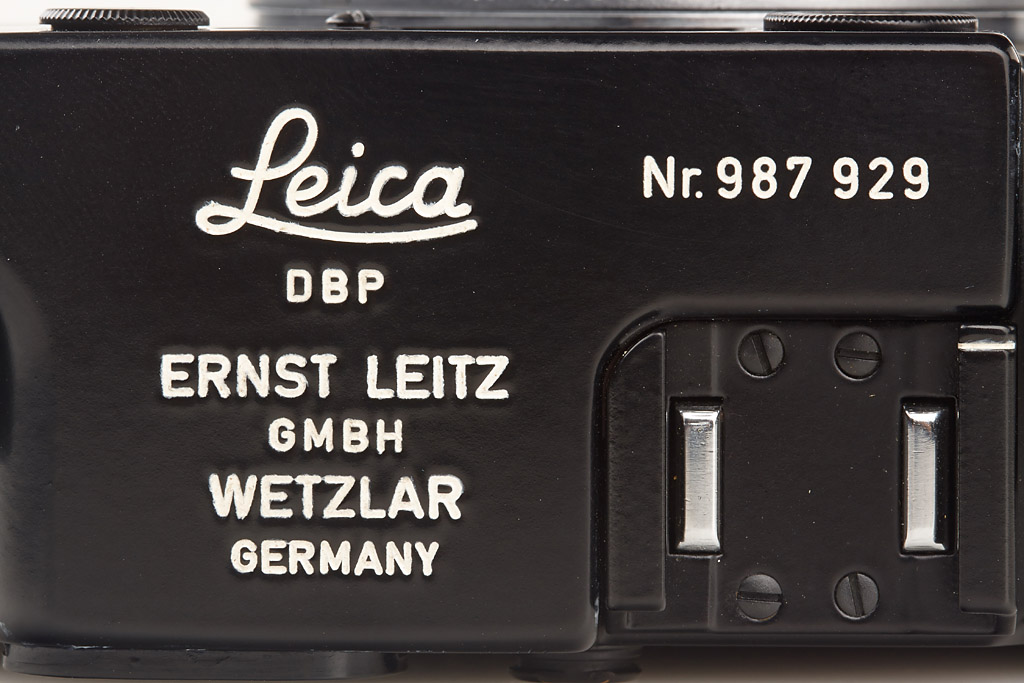 Leica
DBP
ERNST LEITZ
GMBH
WETZLAR
GERMANY
Nr. 987 929